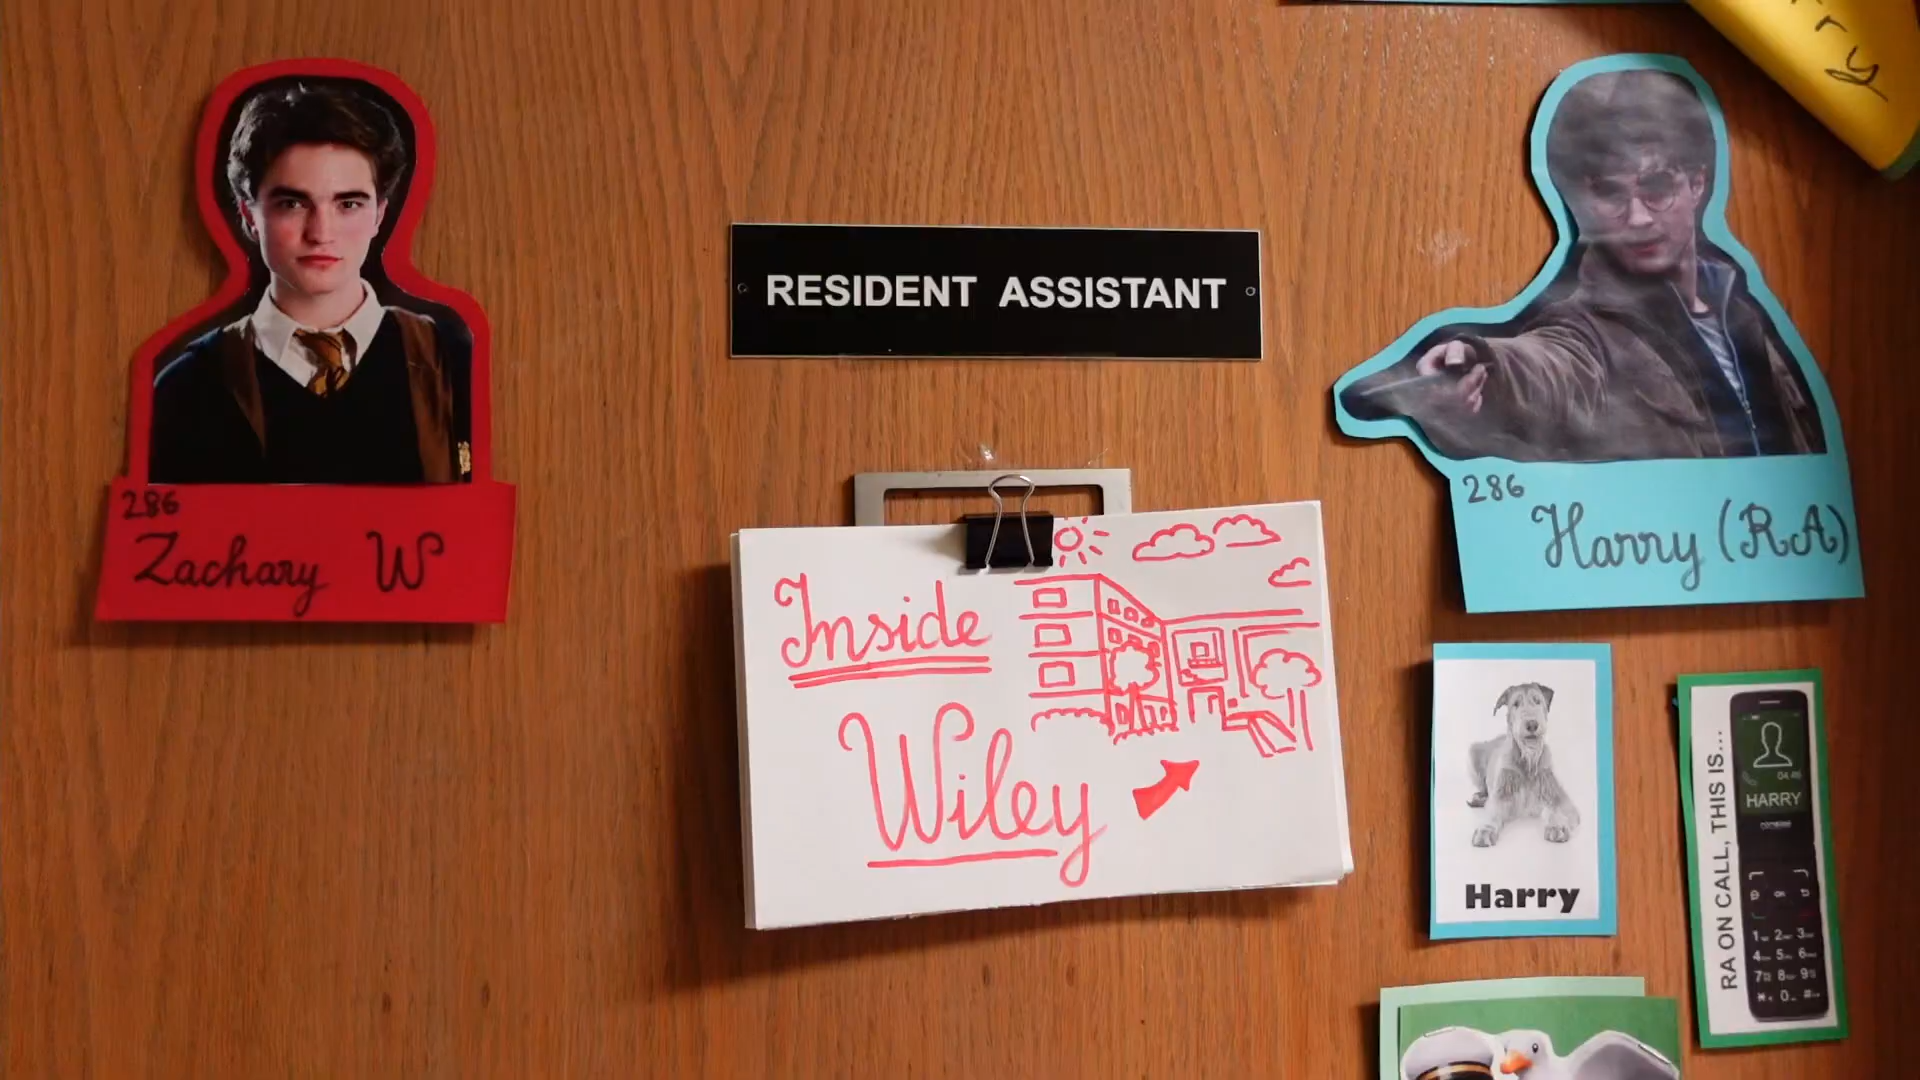 RESIDENT ASSISTANT
286
Zachary W
286
Harry (RA)
Inside
Wiley
Harry
RA ON CALL, THIS IS...
HARRY